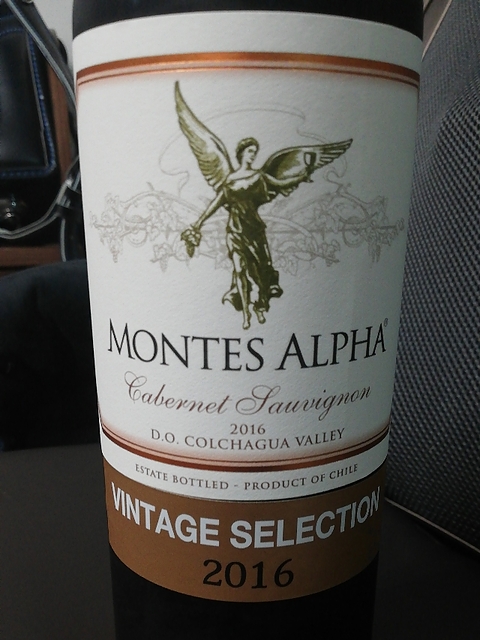 MONTES ALPHA®
Cabernet Sauvignon
2016
D.O. COLCHAGUA VALLEY
ESTATE BOTTLED - PRODUCT OF CHILE
VINTAGE SELECTION
2016